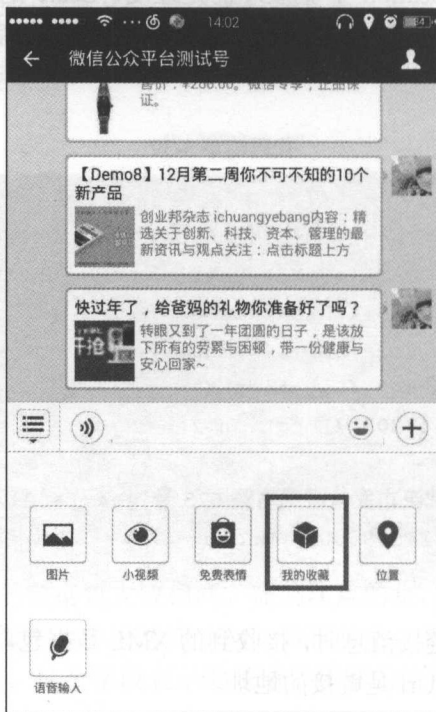 14:02
微信公众平台测试号
售价：¥286.00。微信专享，正品保
证。
【Demo8】12月第二周你不可不知的10个
新产品
创业邦杂志 ichuangyebang内容：精
选关于创新、科技、资本、管理的最
新资讯与观点关注：点击标题上方
快过年了，给爸妈的礼物你准备好了吗？
转眼又到了一年团圆的日子，是该放
下所有的劳累与困顿，带一份健康与
安心回家~
开抢
图片
小视频
免费表情
我的收藏
位置
语音输入